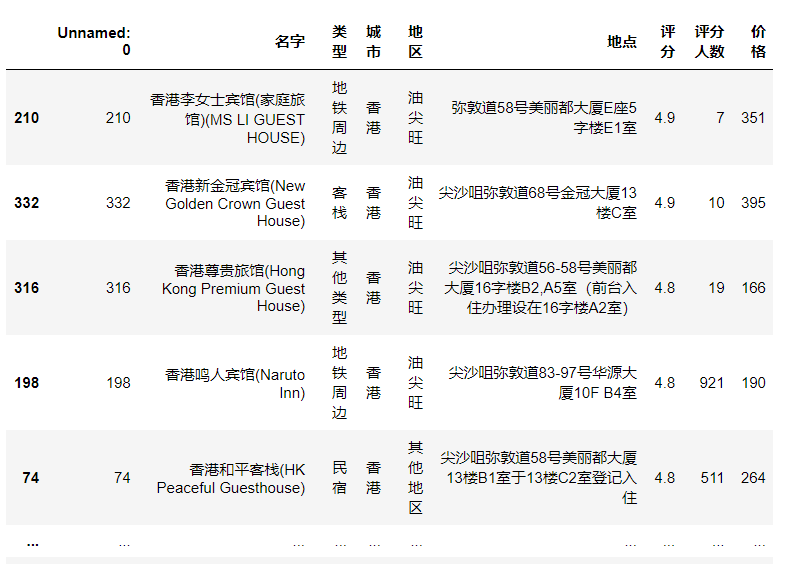 Unnamed: 0 名字 类型 城市 地区 地点 评分 评分人数 价格
210 210 香港李女士宾馆(家庭旅馆)(MS LI GUEST HOUSE) 地铁周边 香港 油尖旺 弥敦道58号美丽都大厦E座5字楼E1室 4.9 7 351
332 332 香港新金冠宾馆(New Golden Crown Guest House) 客栈 香港 油尖旺 尖沙咀弥敦道68号金冠大厦13楼C室 4.9 10 395
316 316 香港尊贵旅馆(Hong Kong Premium Guest House) 其他类型 香港 油尖旺 尖沙咀弥敦道56-58号美丽都大厦16字楼B2,A5室（前台入住办理设在16字楼A2室） 4.8 19 166
198 198 香港鸣人宾馆(Naruto Inn) 地铁周边 香港 油尖旺 尖沙咀弥敦道83-97号华源大厦10F B4室 4.8 921 190
74 74 香港和平客栈(HK Peaceful Guesthouse) 民宿 香港 其他地区 尖沙咀弥敦道58号美丽都大厦13楼B1室于13楼C2室登记入住 4.8 511 264
... ... ... ... ... ... ... ... ... ...